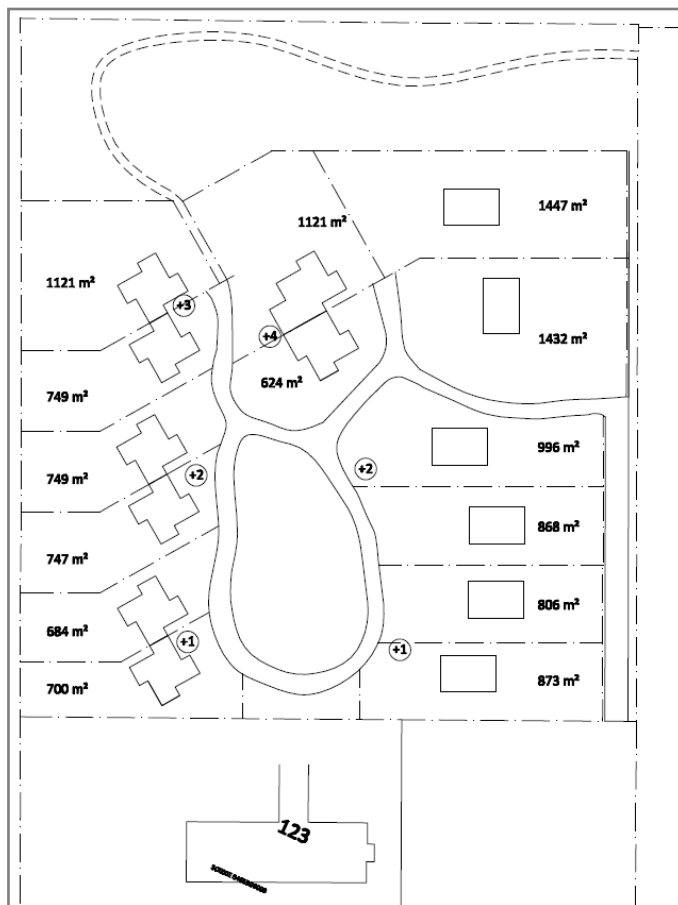 1447 m²
1121 m²
1121 m²
+3
+4
1432 m²
624 m²
749 m²
996 m²
+2
+2
749 m²
868 m²
747 m²
806 m²
684 m²
+1
+1
873 m²
700 m²
123